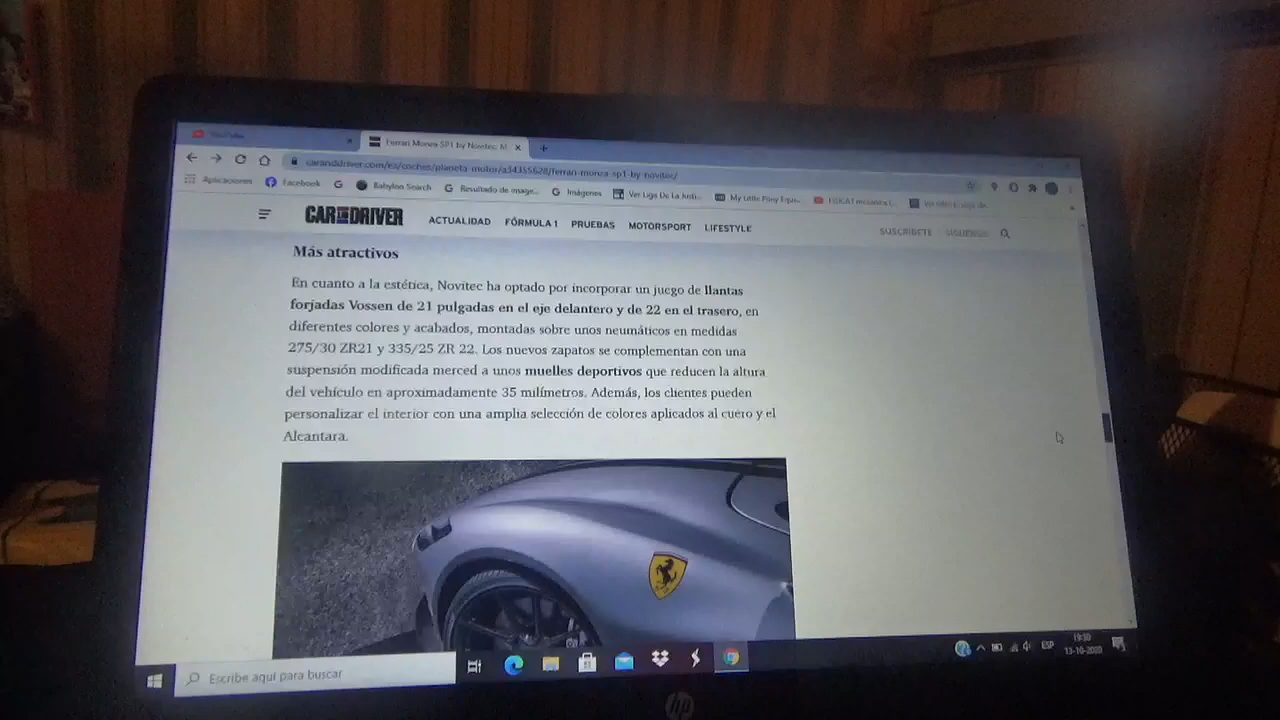 YouTube
Ferrari Monza SP1 by Novitec: M
caranddriver.com/es/coches/planeta-motor/a34355628/ferrari-monza-sp1-by-novitec/
Aplicaciones Facebook Babylon Search Resultado de image... Imágenes Ver Liga De La Justi... My Little Pony Eques...
CAR AND DRIVER ACTUALIDAD FÓRMULA 1 PRUEBAS MOTORSPORT LIFESTYLE SUSCRÍBETE SÍGUENOS
Más atractivos
En cuanto a la estética, Novitec ha optado por incorporar un juego de llantas
forjadas Vossen de 21 pulgadas en el eje delantero y de 22 en el trasero, en
diferentes colores y acabados, montadas sobre unos neumáticos en medidas
275/30 ZR21 y 335/25 ZR 22. Los nuevos zapatos se complementan con una
suspensión modificada merced a unos muelles deportivos que reducen la altura
del vehículo en aproximadamente 35 milímetros. Además, los clientes pueden
personalizar el interior con una amplia selección de colores aplicados al cuero y el
Alcantara.
Escribe aquí para buscar
ESP
19:30
13-10-2020
hp